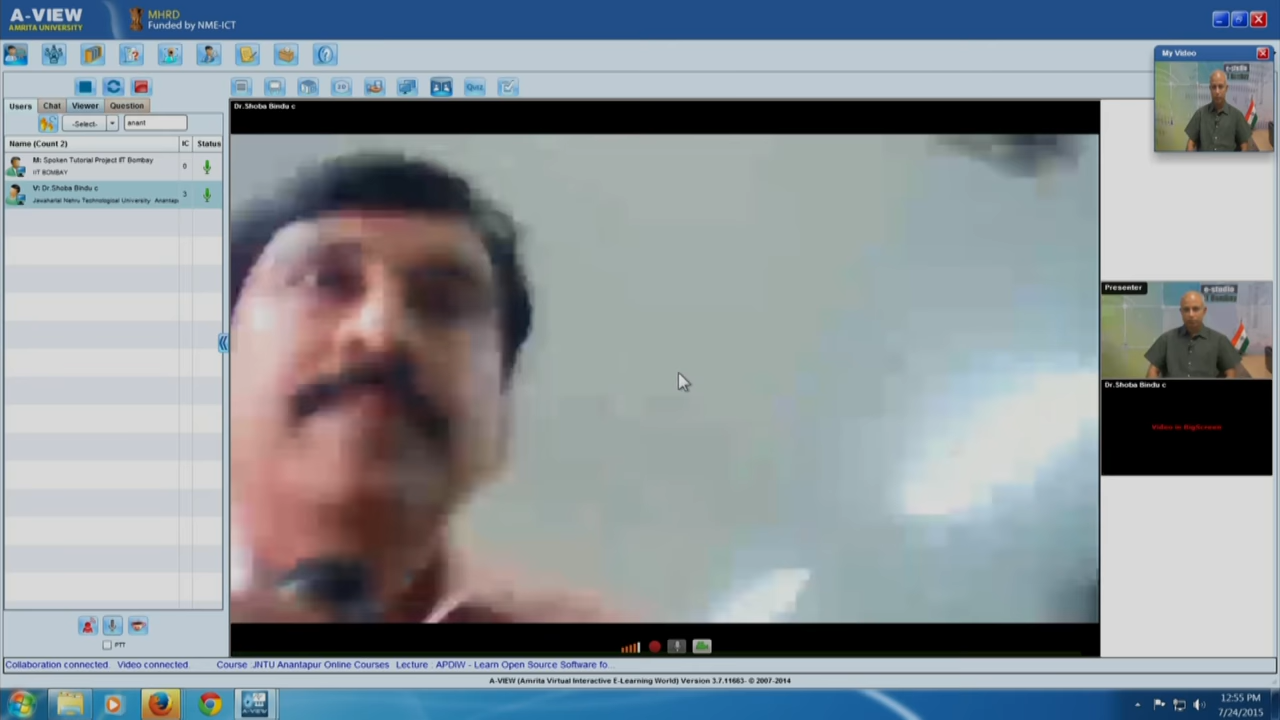 A-VIEW
AMRITA UNIVERSITY
MHRD
Funded by NME-ICT
My Video
e-studio
Quiz
Users Chat Viewer Question
-Select- anant
Name (Count 2) IC Status
M: Spoken Tutorial Project IIT Bombay 0
IIT BOMBAY
V: Dr.Shoba Bindu c 3
Jawaharlal Nehru Technological University Anantap
Dr.Shoba Bindu c
Presenter
e-studio
Bombay
Dr.Shoba Bindu c
Video in BigScreen
PTT
Collaboration connected Video connected. Course : JNTU Anantapur Online Courses Lecture : APDIW - Learn Open Source Software fo...
A-VIEW (Amrita Virtual Interactive E-Learning World) Version 3.7.11663- © 2007-2014
A-VIEW
12:55 PM
7/24/2015